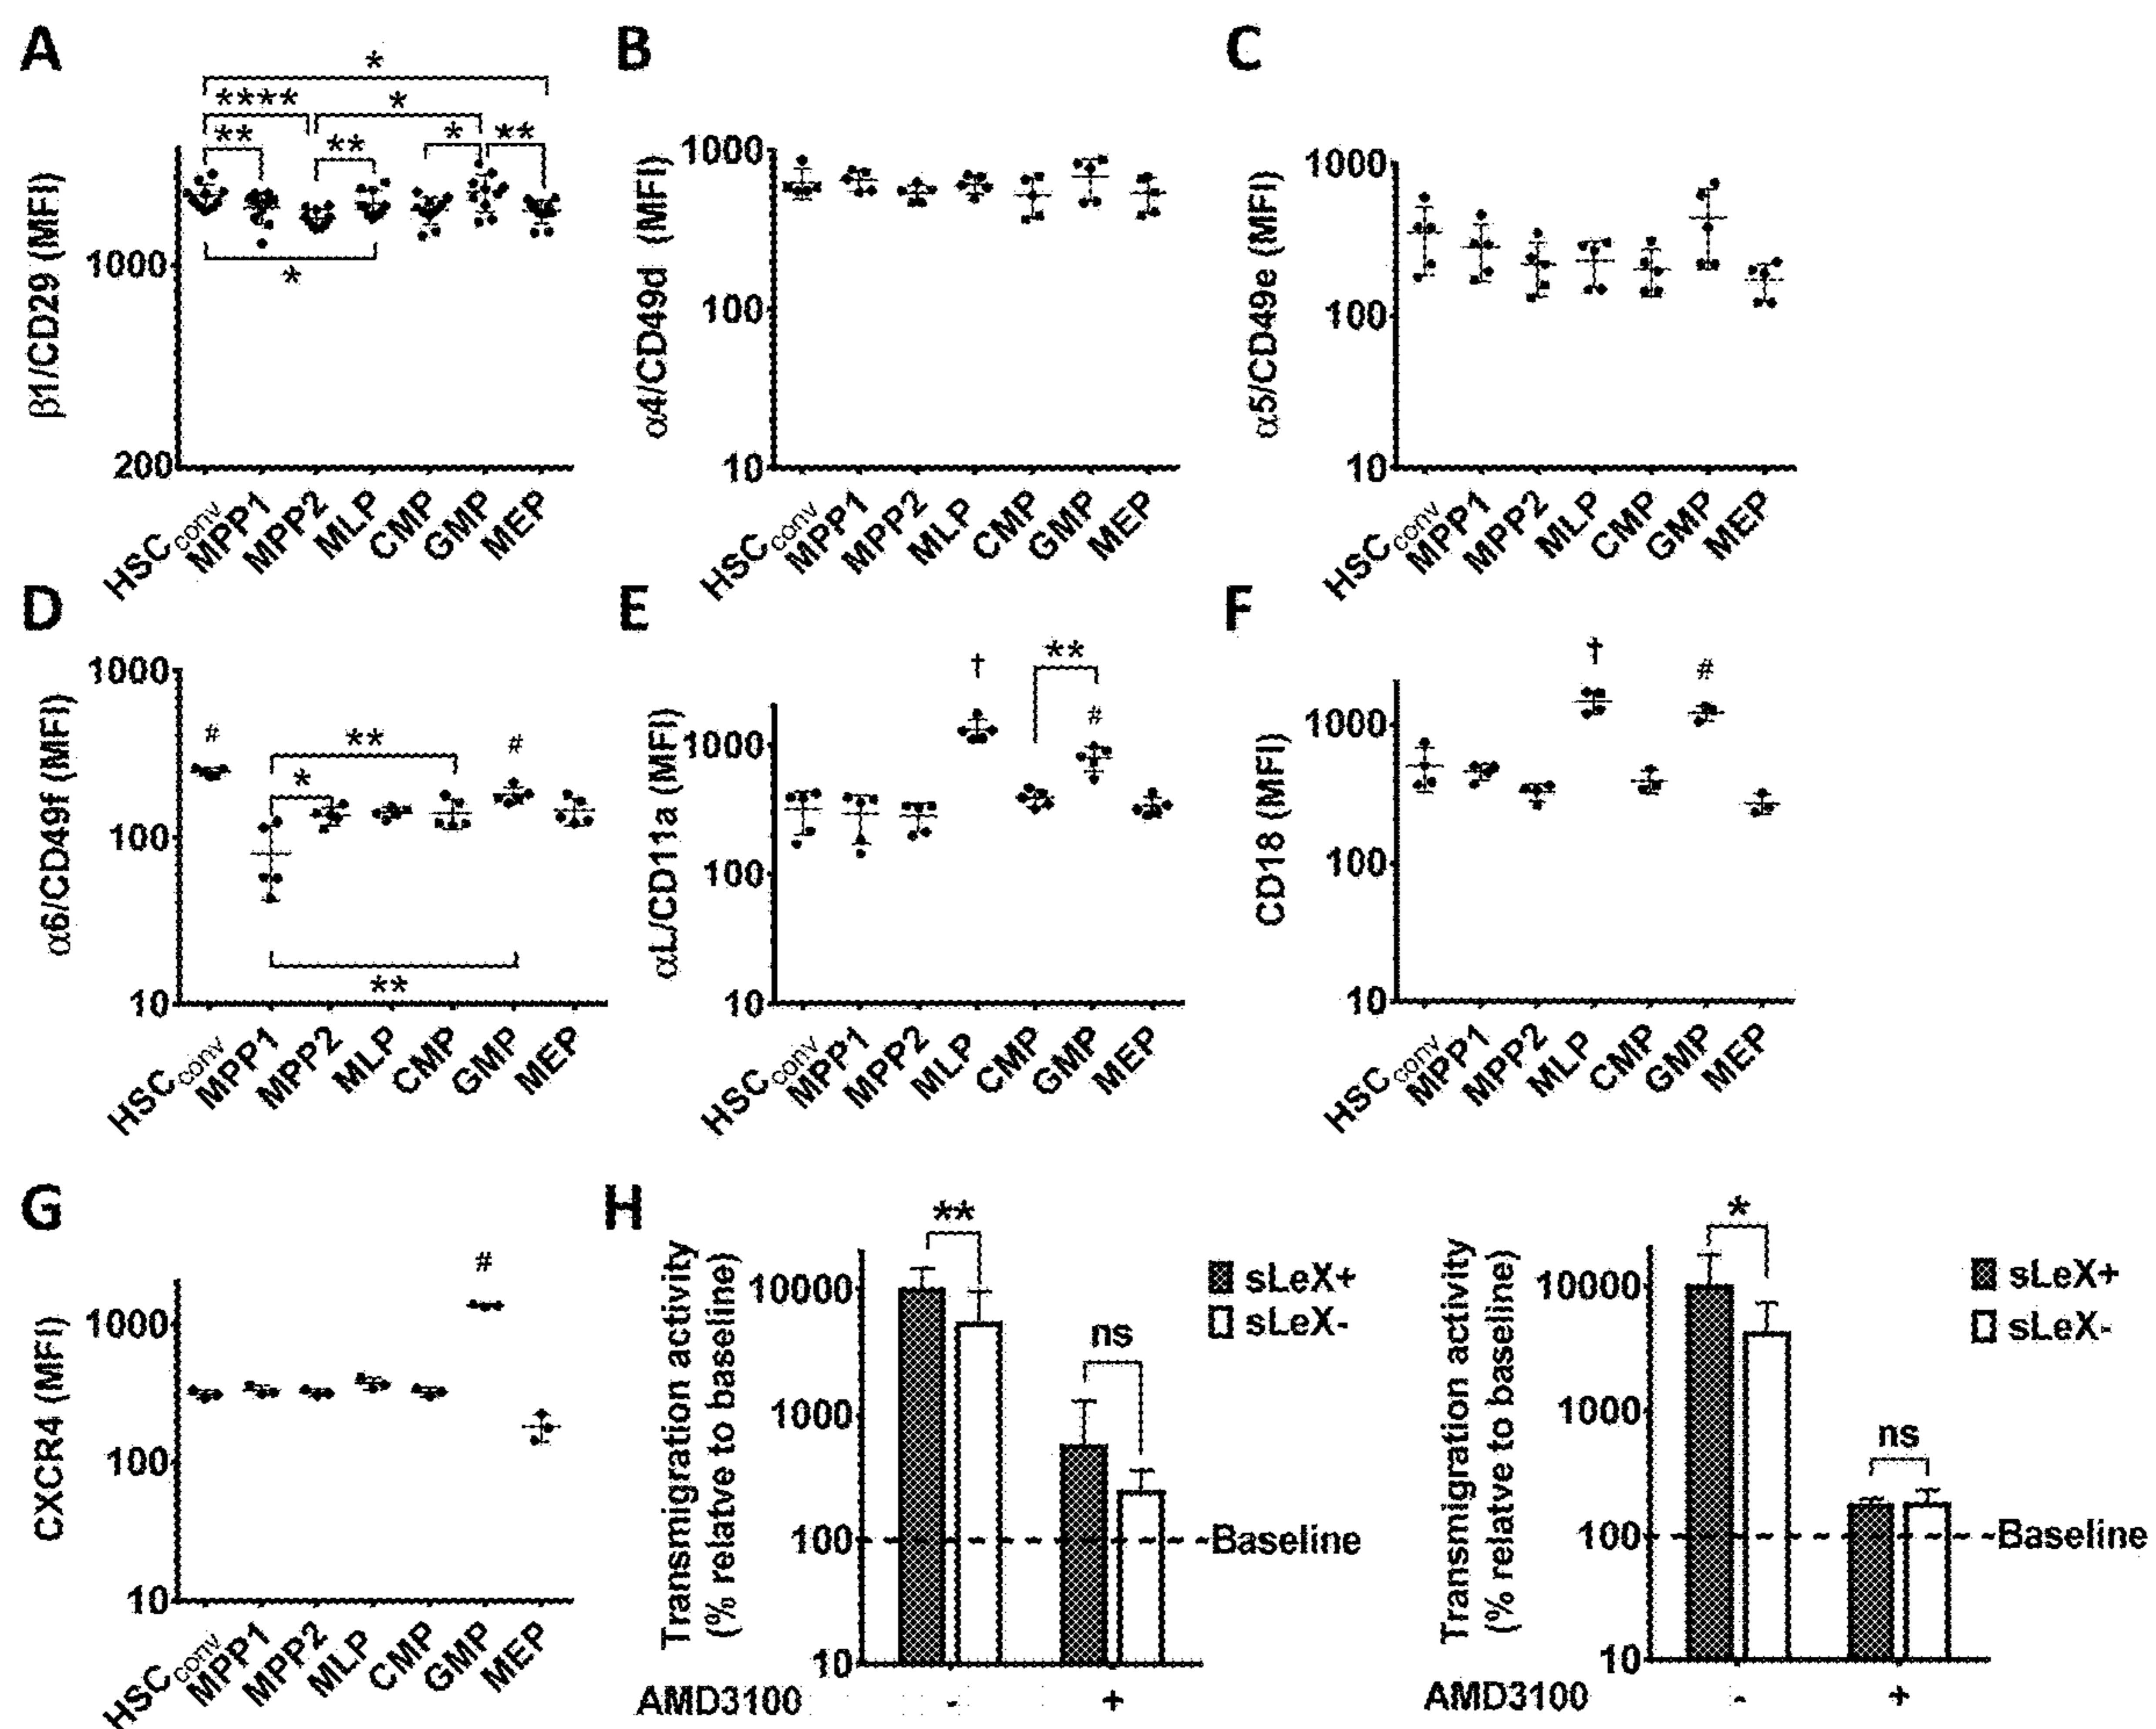 A
*
****
*
**
**
*
**
*
β1/CD29 (MFI)
1000
200
HSCconv
MPP1
MPP2
MLP
CMP
GMP
MEP
B
α4/CD49d (MFI)
1000
100
10
HSCconv
MPP1
MPP2
MLP
CMP
GMP
MEP
C
α5/CD49e (MFI)
1000
100
10
HSCconv
MPP1
MPP2
MLP
CMP
GMP
MEP
D
α6/CD49f (MFI)
1000
100
10
#
**
*
#
**
HSCconv
MPP1
MPP2
MLP
CMP
GMP
MEP
E
αL/CD11a (MFI)
1000
100
10
†
**
#
HSCconv
MPP1
MPP2
MLP
CMP
GMP
MEP
F
CD18 (MFI)
1000
100
10
†
#
HSCconv
MPP1
MPP2
MLP
CMP
GMP
MEP
G
CXCR4 (MFI)
1000
100
10
#
HSCconv
MPP1
MPP2
MLP
CMP
GMP
MEP
H
Transmigration activity
(% relatve to baseline)
10000
1000
100
10
**
ns
sLeX+
sLeX-
Baseline
AMD3100 - +
Transmigration activity
(% relatve to baseline)
10000
1000
100
10
*
ns
sLeX+
sLeX-
Baseline
AMD3100 - +